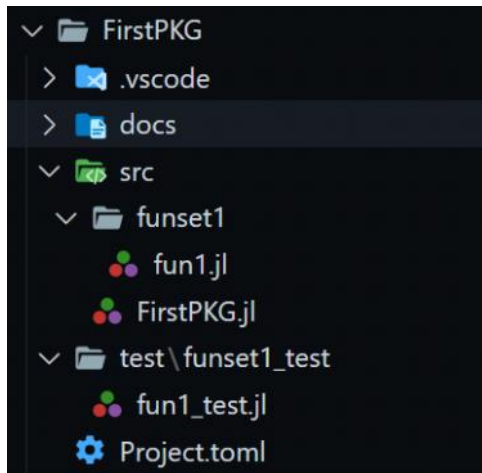 FirstPKG
.vscode
docs
src
funset1
fun1.jl
FirstPKG.jl
test\funset1_test
fun1_test.jl
Project.toml